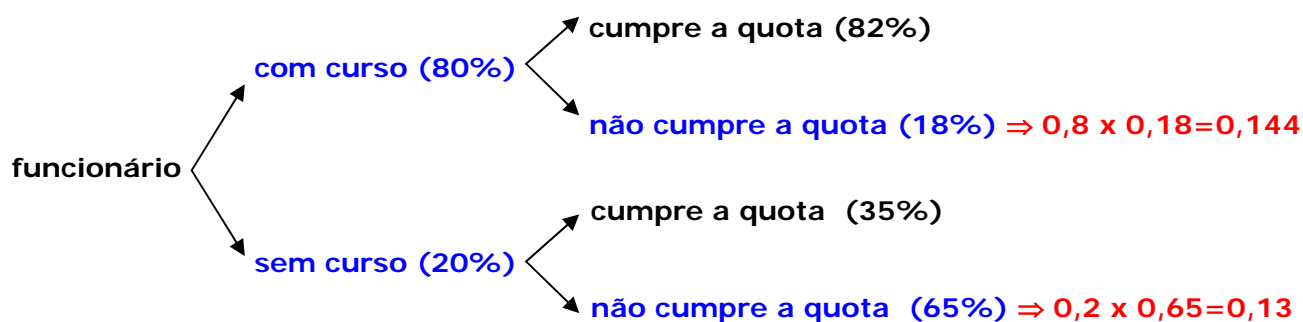 cumpre a quota (82%)
com curso (80%)
não cumpre a quota (18%) ⇒ 0,8 x 0,18=0,144
funcionário
cumpre a quota (35%)
sem curso (20%)
não cumpre a quota (65%) ⇒ 0,2 x 0,65=0,13